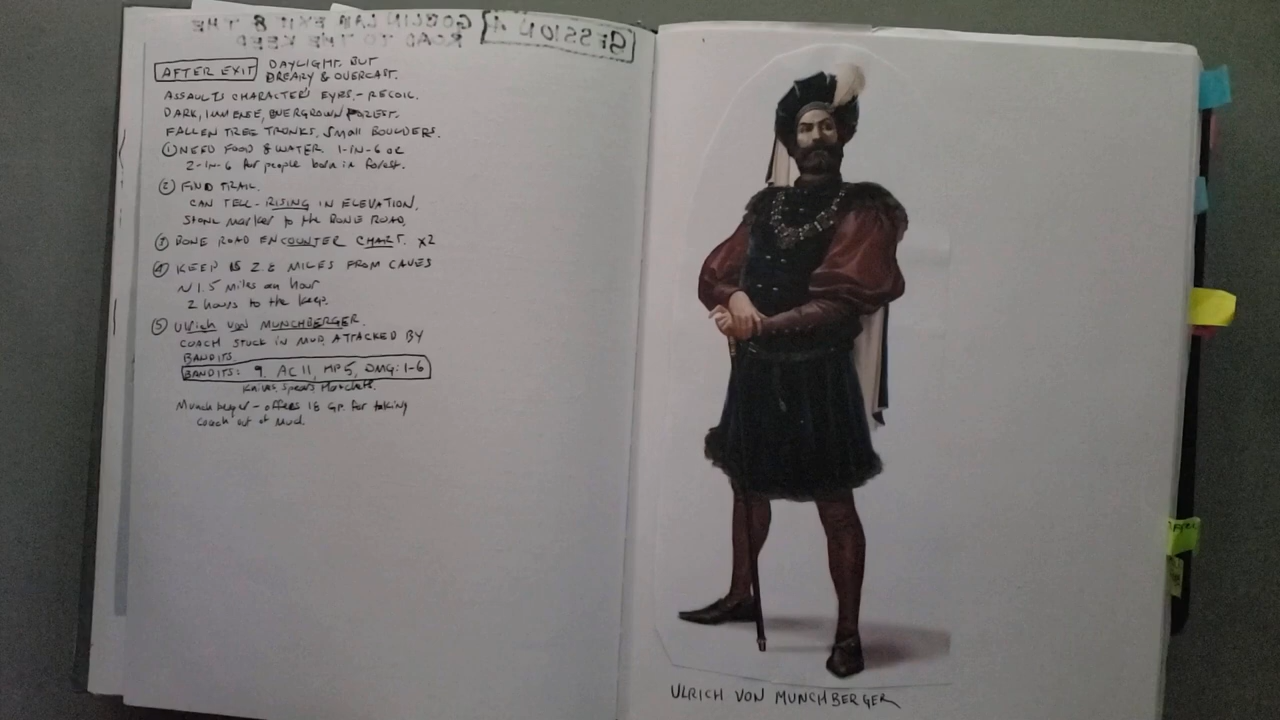 SESSION 4 GOBLIN LAIR EXIT & THE
ROAD TO THE KEEP
AFTER EXIT DAYLIGHT, BUT
DREARY & OVERCAST.
ASSAULTS CHARACTER'S EYES - RECOIL.
DARK, IMMENSE, OVERGROWN FOREST.
FALLEN TREE TRUNKS, SMALL BOULDERS.
① NEED FOOD & WATER. 1-IN-6 OR
2-IN-6 for people born in forest.
② FIND TRAIL.
CAN TELL - RISING IN ELEVATION.
STONE marker to the BONE ROAD.
③ BONE ROAD ENCOUNTER CHART. x2
④ KEEP IS 2.8 MILES FROM CAVES
~1.5 miles an hour
2 hours to the keep.
⑤ ULRICH VON MUNCHBERGER.
COACH STUCK IN MUD, ATTACKED BY
BANDITS.
BANDITS: 9. AC 11, HP 5, DMG: 1-6
Knives, spears
Munchberger - offers 18 GP. for taking
coach out of mud.
ULRICH VON MUNCHBERGER